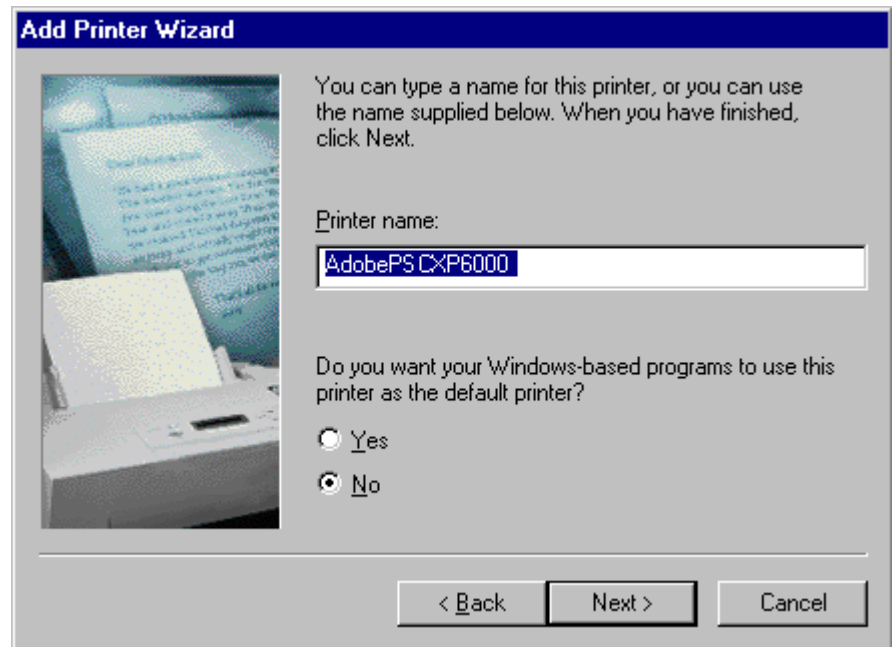 Add Printer Wizard
You can type a name for this printer, or you can use
the name supplied below. When you have finished,
click Next.
Printer name:
AdobePS CXP6000
Do you want your Windows-based programs to use this
printer as the default printer?
Yes
No
< Back
Next >
Cancel